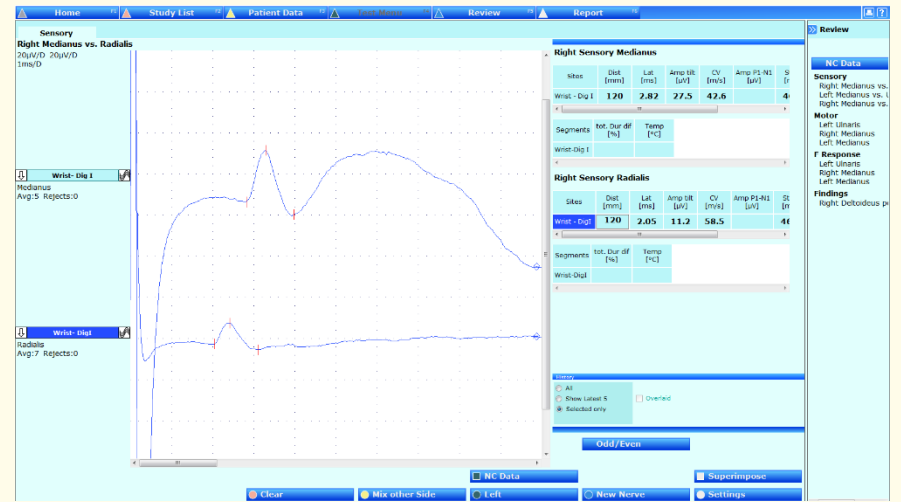 Home F1 Study List F2 Patient Data F3 Review Report
Sensory
Right Medianus vs. Radialis
20µV/D 20µV/D
1ms/D
Wrist- Dig I
Medianus
Avg:5 Rejects:0
Wrist- DigI
Radialis
Avg:7 Rejects:0
Right Sensory Medianus
Sites Dist [mm] Lat [ms] Amp tilt [µV] CV [m/s] Amp P1-N1 [µV]
Wrist - Dig I 120 2.82 27.5 42.6
Segments tot. Dur dif [%] Temp [°C]
Wrist-Dig I
Right Sensory Radialis
Sites Dist [mm] Lat [ms] Amp tilt [µV] CV [m/s] Amp P1-N1 [µV]
Wrist - DigI 120 2.05 11.2 58.5
Segments tot. Dur dif [%] Temp [°C]
Wrist-DigI
History
All
Show Latest 5
Selected only
Overlaid
Odd/Even
NC Data
Superimpose
Clear
Mix other Side
Left
New Nerve
Settings
Review
NC Data
Sensory
Right Medianus vs.
Left Medianus vs.
Right Medianus vs.
Motor
Left Ulnaris
Right Medianus
Left Medianus
F Response
Left Ulnaris
Right Medianus
Left Medianus
Findings
Right Deltoideus